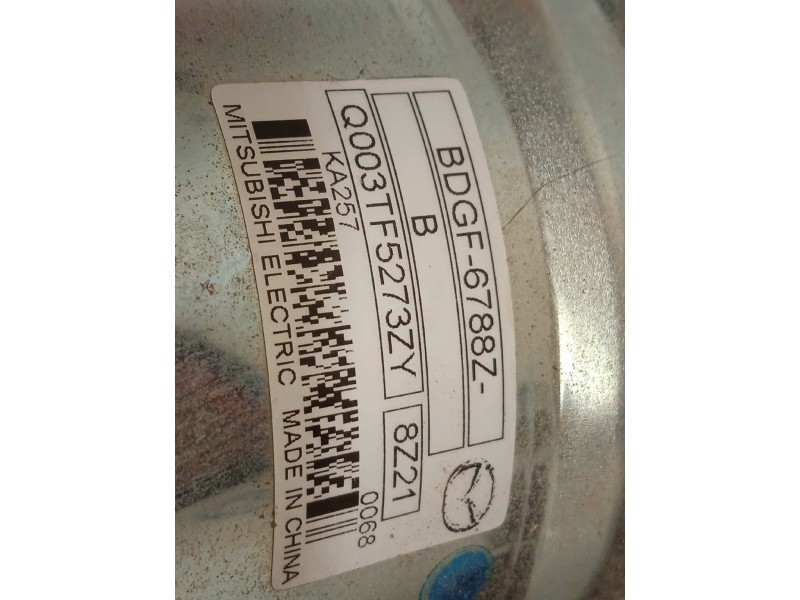 BDGF-6788Z-
B
Q003TF5273ZY 8Z21
KA257 0068
MITSUBISHI ELECTRIC MADE IN CHINA